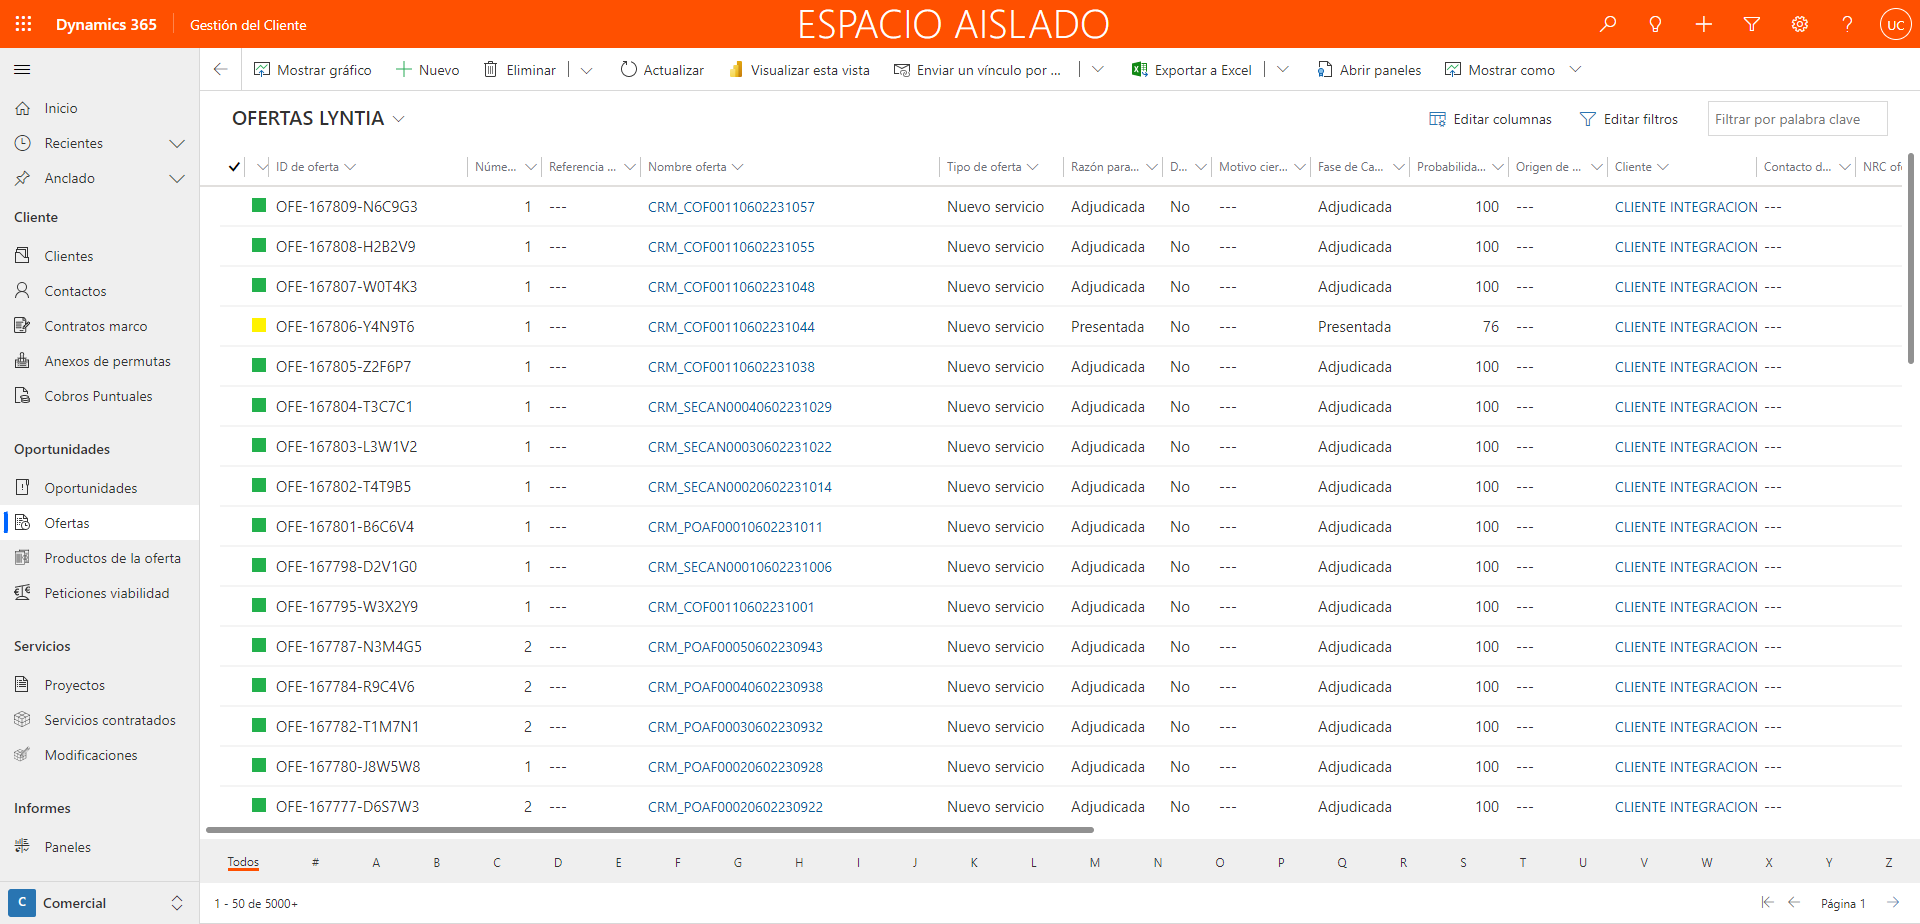 Dynamics 365 Gestión del Cliente ESPACIO AISLADO UC
Mostrar gráfico Nuevo Eliminar Actualizar Visualizar esta vista Enviar un vínculo por ... Exportar a Excel Abrir paneles Mostrar como
Inicio
Recientes
Anclado
Cliente
Clientes
Contactos
Contratos marco
Anexos de permutas
Cobros Puntuales
Oportunidades
Oportunidades
Ofertas
Productos de la oferta
Peticiones viabilidad
Servicios
Proyectos
Servicios contratados
Modificaciones
Informes
Paneles
C Comercial
OFERTAS LYNTIA Editar columnas Editar filtros Filtrar por palabra clave
ID de oferta Núme... Referencia ... Nombre oferta Tipo de oferta Razón para... D... Motivo cier... Fase de Ca... Probabilida... Origen de ... Cliente Contacto d... NRC of
OFE-167809-N6C9G3 1 --- CRM_COF00110602231057 Nuevo servicio Adjudicada No --- Adjudicada 100 --- CLIENTE INTEGRACION ---
OFE-167808-H2B2V9 1 --- CRM_COF00110602231055 Nuevo servicio Adjudicada No --- Adjudicada 100 --- CLIENTE INTEGRACION ---
OFE-167807-W0T4K3 1 --- CRM_COF00110602231048 Nuevo servicio Adjudicada No --- Adjudicada 100 --- CLIENTE INTEGRACION ---
OFE-167806-Y4N9T6 1 --- CRM_COF00110602231044 Nuevo servicio Presentada No --- Presentada 76 --- CLIENTE INTEGRACION ---
OFE-167805-Z2F6P7 1 --- CRM_COF00110602231038 Nuevo servicio Adjudicada No --- Adjudicada 100 --- CLIENTE INTEGRACION ---
OFE-167804-T3C7C1 1 --- CRM_SECAN00040602231029 Nuevo servicio Adjudicada No --- Adjudicada 100 --- CLIENTE INTEGRACION ---
OFE-167803-L3W1V2 1 --- CRM_SECAN00030602231022 Nuevo servicio Adjudicada No --- Adjudicada 100 --- CLIENTE INTEGRACION ---
OFE-167802-T4T9B5 1 --- CRM_SECAN00020602231014 Nuevo servicio Adjudicada No --- Adjudicada 100 --- CLIENTE INTEGRACION ---
OFE-167801-B6C6V4 1 --- CRM_POAF00010602231011 Nuevo servicio Adjudicada No --- Adjudicada 100 --- CLIENTE INTEGRACION ---
OFE-167798-D2V1G0 1 --- CRM_SECAN00010602231006 Nuevo servicio Adjudicada No --- Adjudicada 100 --- CLIENTE INTEGRACION ---
OFE-167795-W3X2Y9 1 --- CRM_COF00110602231001 Nuevo servicio Adjudicada No --- Adjudicada 100 --- CLIENTE INTEGRACION ---
OFE-167787-N3M4G5 2 --- CRM_POAF00050602230943 Nuevo servicio Adjudicada No --- Adjudicada 100 --- CLIENTE INTEGRACION ---
OFE-167784-R9C4V6 2 --- CRM_POAF00040602230938 Nuevo servicio Adjudicada No --- Adjudicada 100 --- CLIENTE INTEGRACION ---
OFE-167782-T1M7N1 2 --- CRM_POAF00030602230932 Nuevo servicio Adjudicada No --- Adjudicada 100 --- CLIENTE INTEGRACION ---
OFE-167780-J8W5W8 1 --- CRM_POAF00020602230928 Nuevo servicio Adjudicada No --- Adjudicada 100 --- CLIENTE INTEGRACION ---
OFE-167777-D6S7W3 2 --- CRM_POAF00020602230922 Nuevo servicio Adjudicada No --- Adjudicada 100 --- CLIENTE INTEGRACION ---
Todos # A B C D E F G H I J K L M N O P Q R S T U V W X Y Z
1 - 50 de 5000+ Página 1